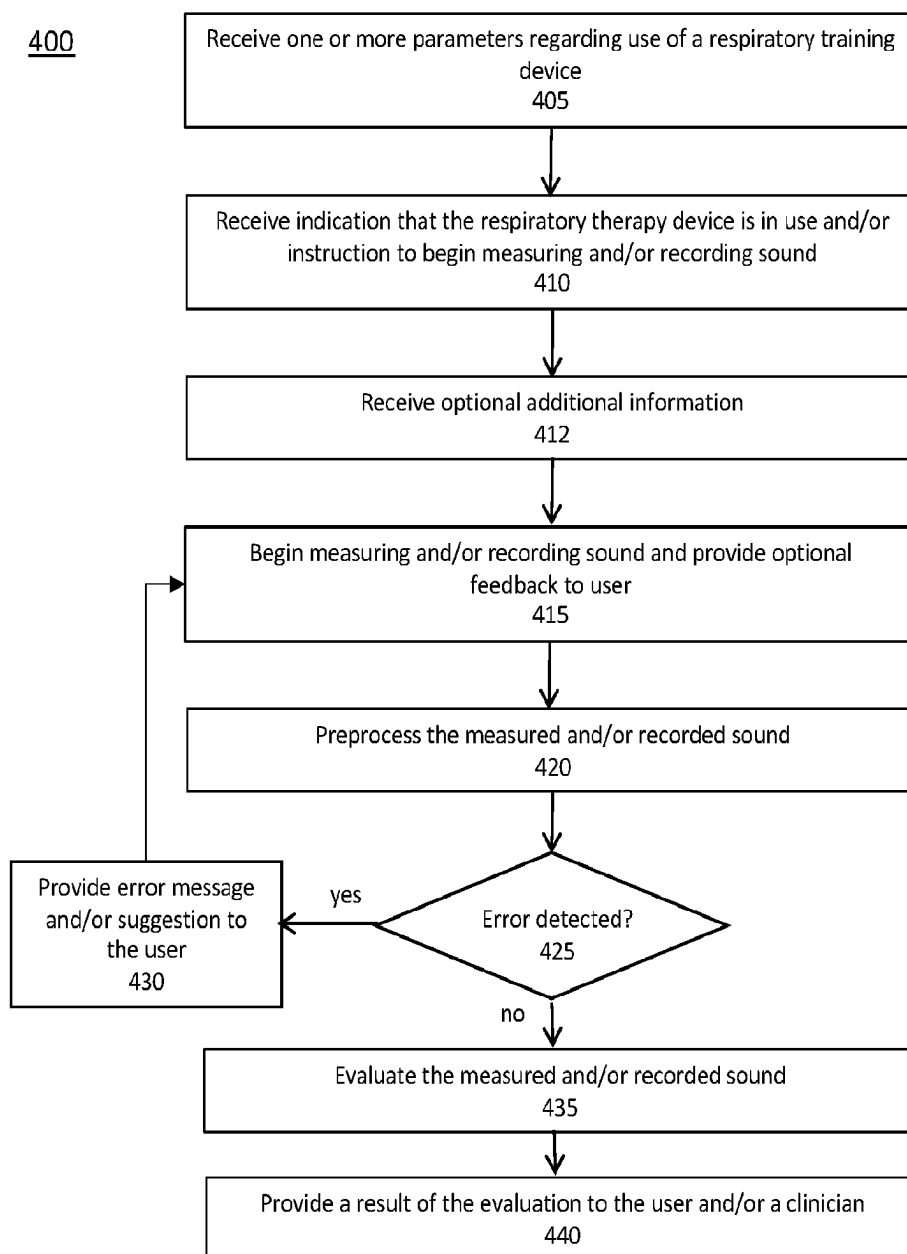 400
Receive one or more parameters regarding use of a respiratory training
device
405
Receive indication that the respiratory therapy device is in use and/or
instruction to begin measuring and/or recording sound
410
Receive optional additional information
412
Begin measuring and/or recording sound and provide optional
feedback to user
415
Preprocess the measured and/or recorded sound
420
Error detected?
425
yes
Provide error message
and/or suggestion to
the user
430
no
Evaluate the measured and/or recorded sound
435
Provide a result of the evaluation to the user and/or a clinician
440